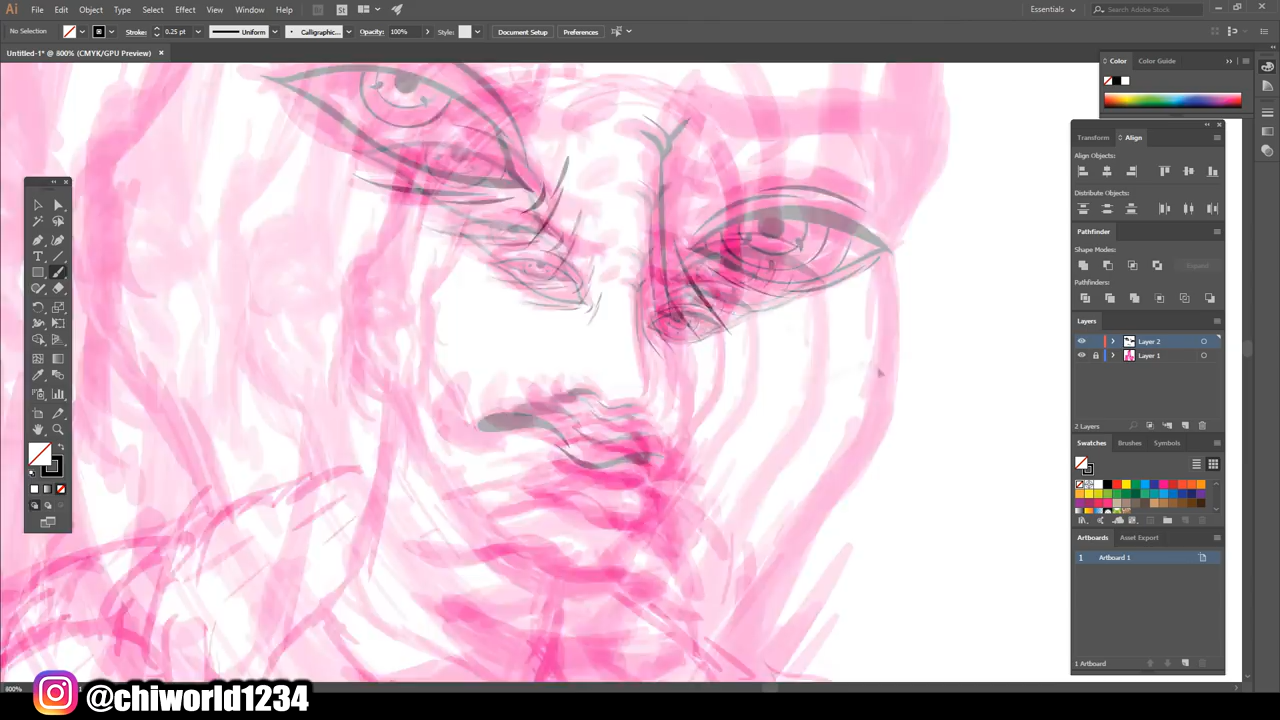 Ai File Edit Object Type Select Effect View Window Help Br St Essentials Search Adobe Stock
No Selection Stroke: 0.25 pt Uniform Calligraphic... Opacity: 100% Style: Document Setup Preferences
Untitled-1* @ 800% (CMYK/GPU Preview)
Color Color Guide
Transform Align
Align Objects:
Distribute Objects:
Pathfinder
Shape Modes:
Expand
Pathfinders:
Layers
Layer 2
Layer 1
2 Layers
Swatches Brushes Symbols
Artboards Asset Export
1 Artboard 1
1 Artboard
800%
@chiworld1234